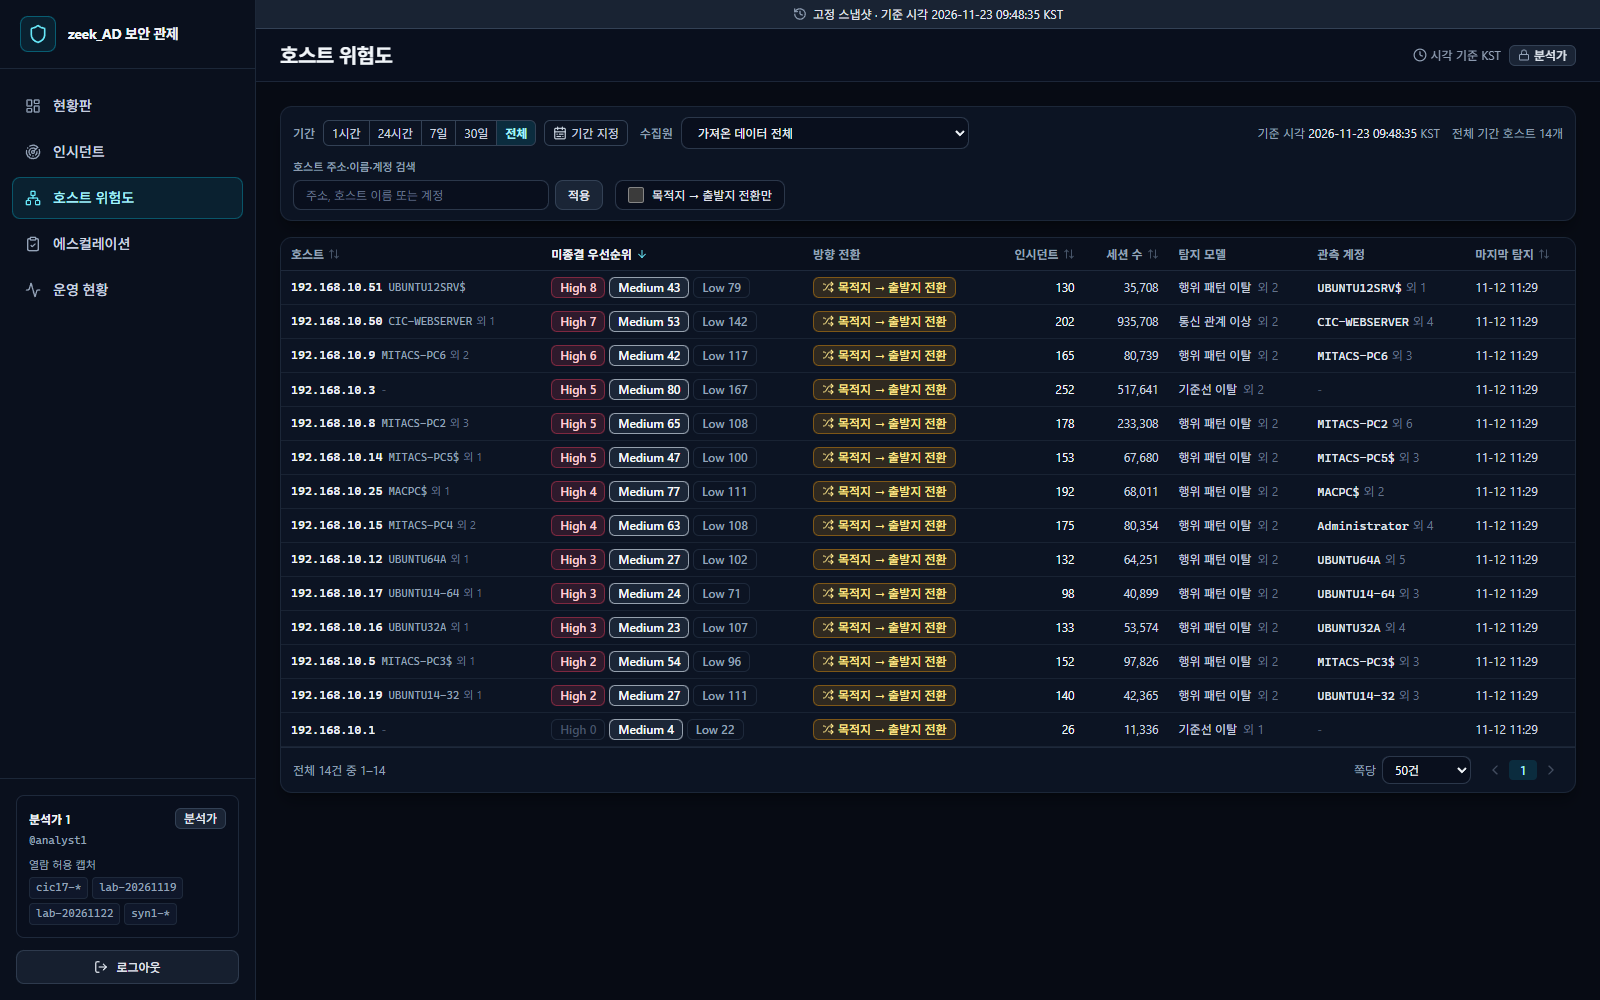 고정 스냅샷 · 기준 시각 2026-11-23 09:48:35 KST
zeek_AD 보안 관제
현황판
인시던트
호스트 위험도
에스컬레이션
운영 현황
분석가 1 분석가
@analyst1
열람 허용 캡처
cic17-* lab-20261119
lab-20261122 syn1-*
로그아웃
호스트 위험도
시각 기준 KST 분석가
기간 1시간 24시간 7일 30일 전체 기간 지정 수집원 가져온 데이터 전체 기준 시각 2026-11-23 09:48:35 KST 전체 기간 호스트 14개
호스트 주소·이름·계정 검색
주소, 호스트 이름 또는 계정 적용 목적지 → 출발지 전환만
호스트 미종결 우선순위 방향 전환 인시던트 세션 수 탐지 모델 관측 계정 마지막 탐지
192.168.10.51 UBUNTU12SRV$ High 8 Medium 43 Low 79 목적지 → 출발지 전환 130 35,708 행위 패턴 이탈 외 2 UBUNTU12SRV$ 외 1 11-12 11:29
192.168.10.50 CIC-WEBSERVER 외 1 High 7 Medium 53 Low 142 목적지 → 출발지 전환 202 935,708 통신 관계 이상 외 2 CIC-WEBSERVER 외 4 11-12 11:29
192.168.10.9 MITACS-PC6 외 2 High 6 Medium 42 Low 117 목적지 → 출발지 전환 165 80,739 행위 패턴 이탈 외 2 MITACS-PC6 외 3 11-12 11:29
192.168.10.3 - High 5 Medium 80 Low 167 목적지 → 출발지 전환 252 517,641 기준선 이탈 외 2 - 11-12 11:29
192.168.10.8 MITACS-PC2 외 3 High 5 Medium 65 Low 108 목적지 → 출발지 전환 178 233,308 행위 패턴 이탈 외 2 MITACS-PC2 외 6 11-12 11:29
192.168.10.14 MITACS-PC5$ 외 1 High 5 Medium 47 Low 100 목적지 → 출발지 전환 153 67,680 행위 패턴 이탈 외 2 MITACS-PC5$ 외 3 11-12 11:29
192.168.10.25 MACPC$ 외 1 High 4 Medium 77 Low 111 목적지 → 출발지 전환 192 68,011 행위 패턴 이탈 외 2 MACPC$ 외 2 11-12 11:29
192.168.10.15 MITACS-PC4 외 2 High 4 Medium 63 Low 108 목적지 → 출발지 전환 175 80,354 행위 패턴 이탈 외 2 Administrator 외 4 11-12 11:29
192.168.10.12 UBUNTU64A 외 1 High 3 Medium 27 Low 102 목적지 → 출발지 전환 132 64,251 행위 패턴 이탈 외 2 UBUNTU64A 외 5 11-12 11:29
192.168.10.17 UBUNTU14-64 외 1 High 3 Medium 24 Low 71 목적지 → 출발지 전환 98 40,899 행위 패턴 이탈 외 2 UBUNTU14-64 외 3 11-12 11:29
192.168.10.16 UBUNTU32A 외 1 High 3 Medium 23 Low 107 목적지 → 출발지 전환 133 53,574 행위 패턴 이탈 외 2 UBUNTU32A 외 4 11-12 11:29
192.168.10.5 MITACS-PC3$ 외 1 High 2 Medium 54 Low 96 목적지 → 출발지 전환 152 97,826 행위 패턴 이탈 외 2 MITACS-PC3$ 외 3 11-12 11:29
192.168.10.19 UBUNTU14-32 외 1 High 2 Medium 27 Low 111 목적지 → 출발지 전환 140 42,365 행위 패턴 이탈 외 2 UBUNTU14-32 외 3 11-12 11:29
192.168.10.1 - High 0 Medium 4 Low 22 목적지 → 출발지 전환 26 11,336 기준선 이탈 외 1 - 11-12 11:29
전체 14건 중 1–14 쪽당 50건 1